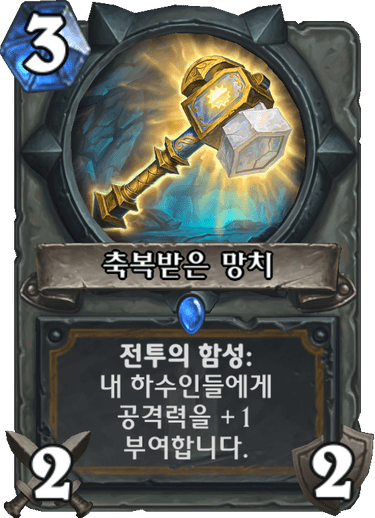 3
축복받은 망치
전투의 함성:
내 하수인들에게
공격력을 +1
부여합니다.
2
2